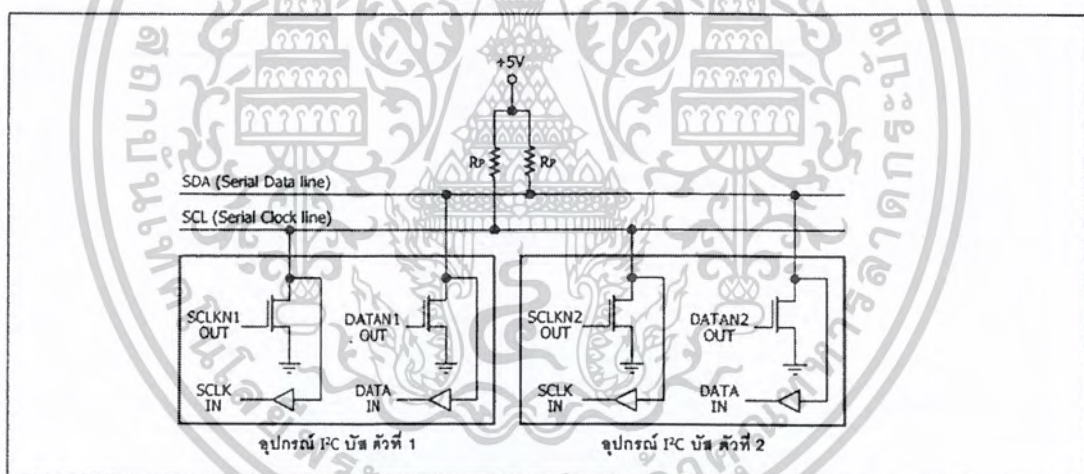 +5V
RP
RP
SDA (Serial Data line)
SCL (Serial Clock line)
SCLKN1
OUT
DATAN1
OUT
SCLK
IN
DATA
IN
SCLKN2
OUT
DATAN2
OUT
SCLK
IN
DATA
IN
อุปกรณ์ I²C บัส ตัวที่ 1
อุปกรณ์ I²C บัส ตัวที่ 2